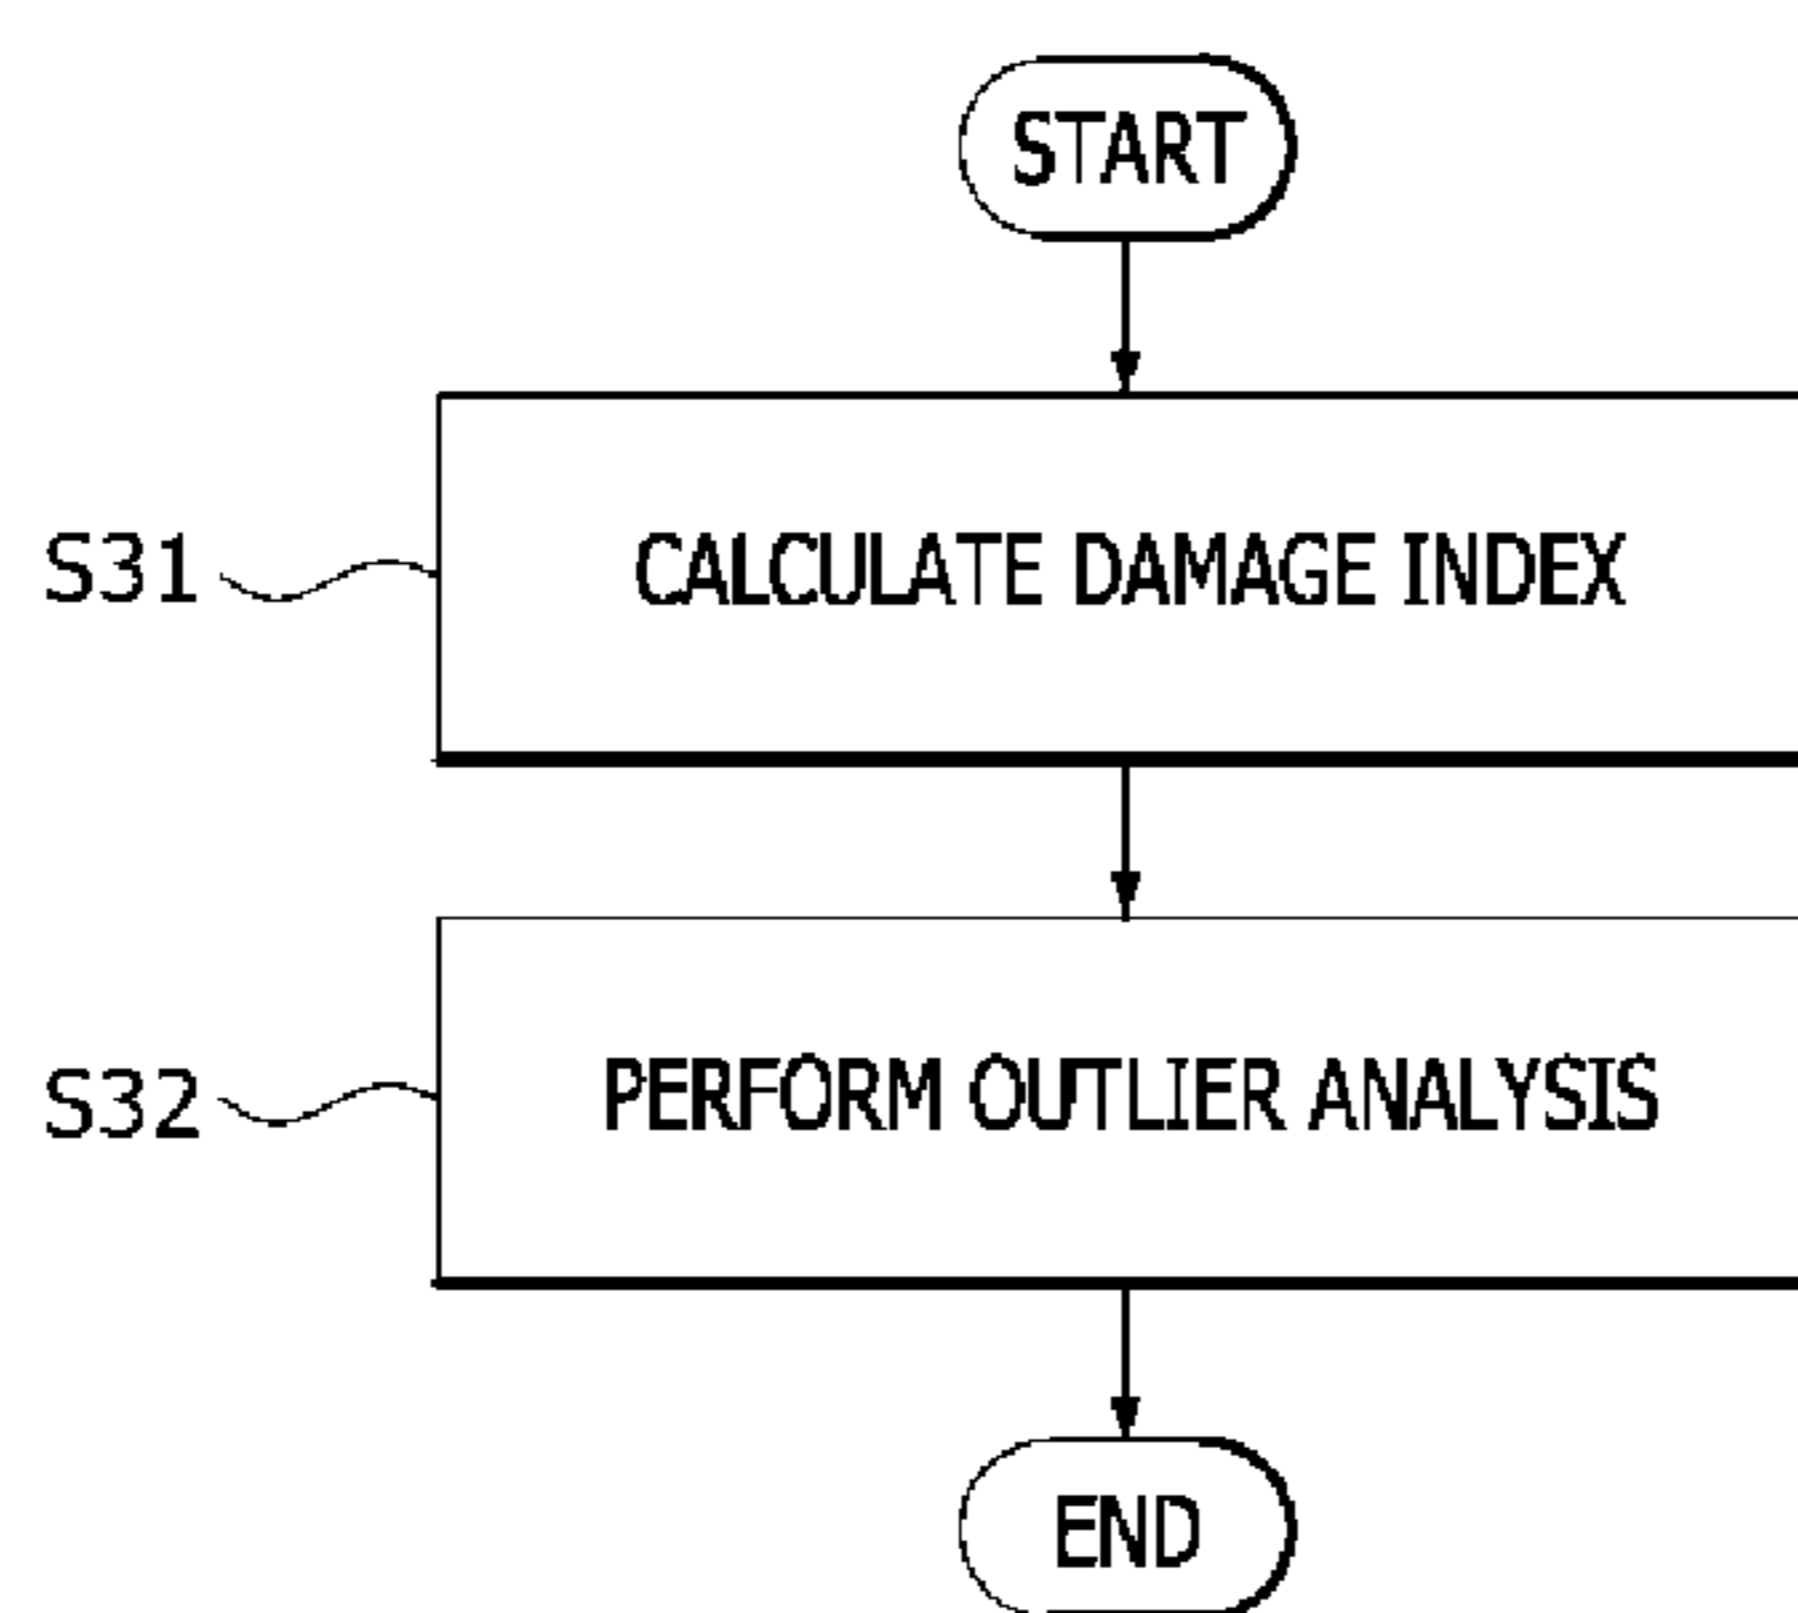 START
S31
CALCULATE DAMAGE INDEX
S32
PERFORM OUTLIER ANALYSIS
END